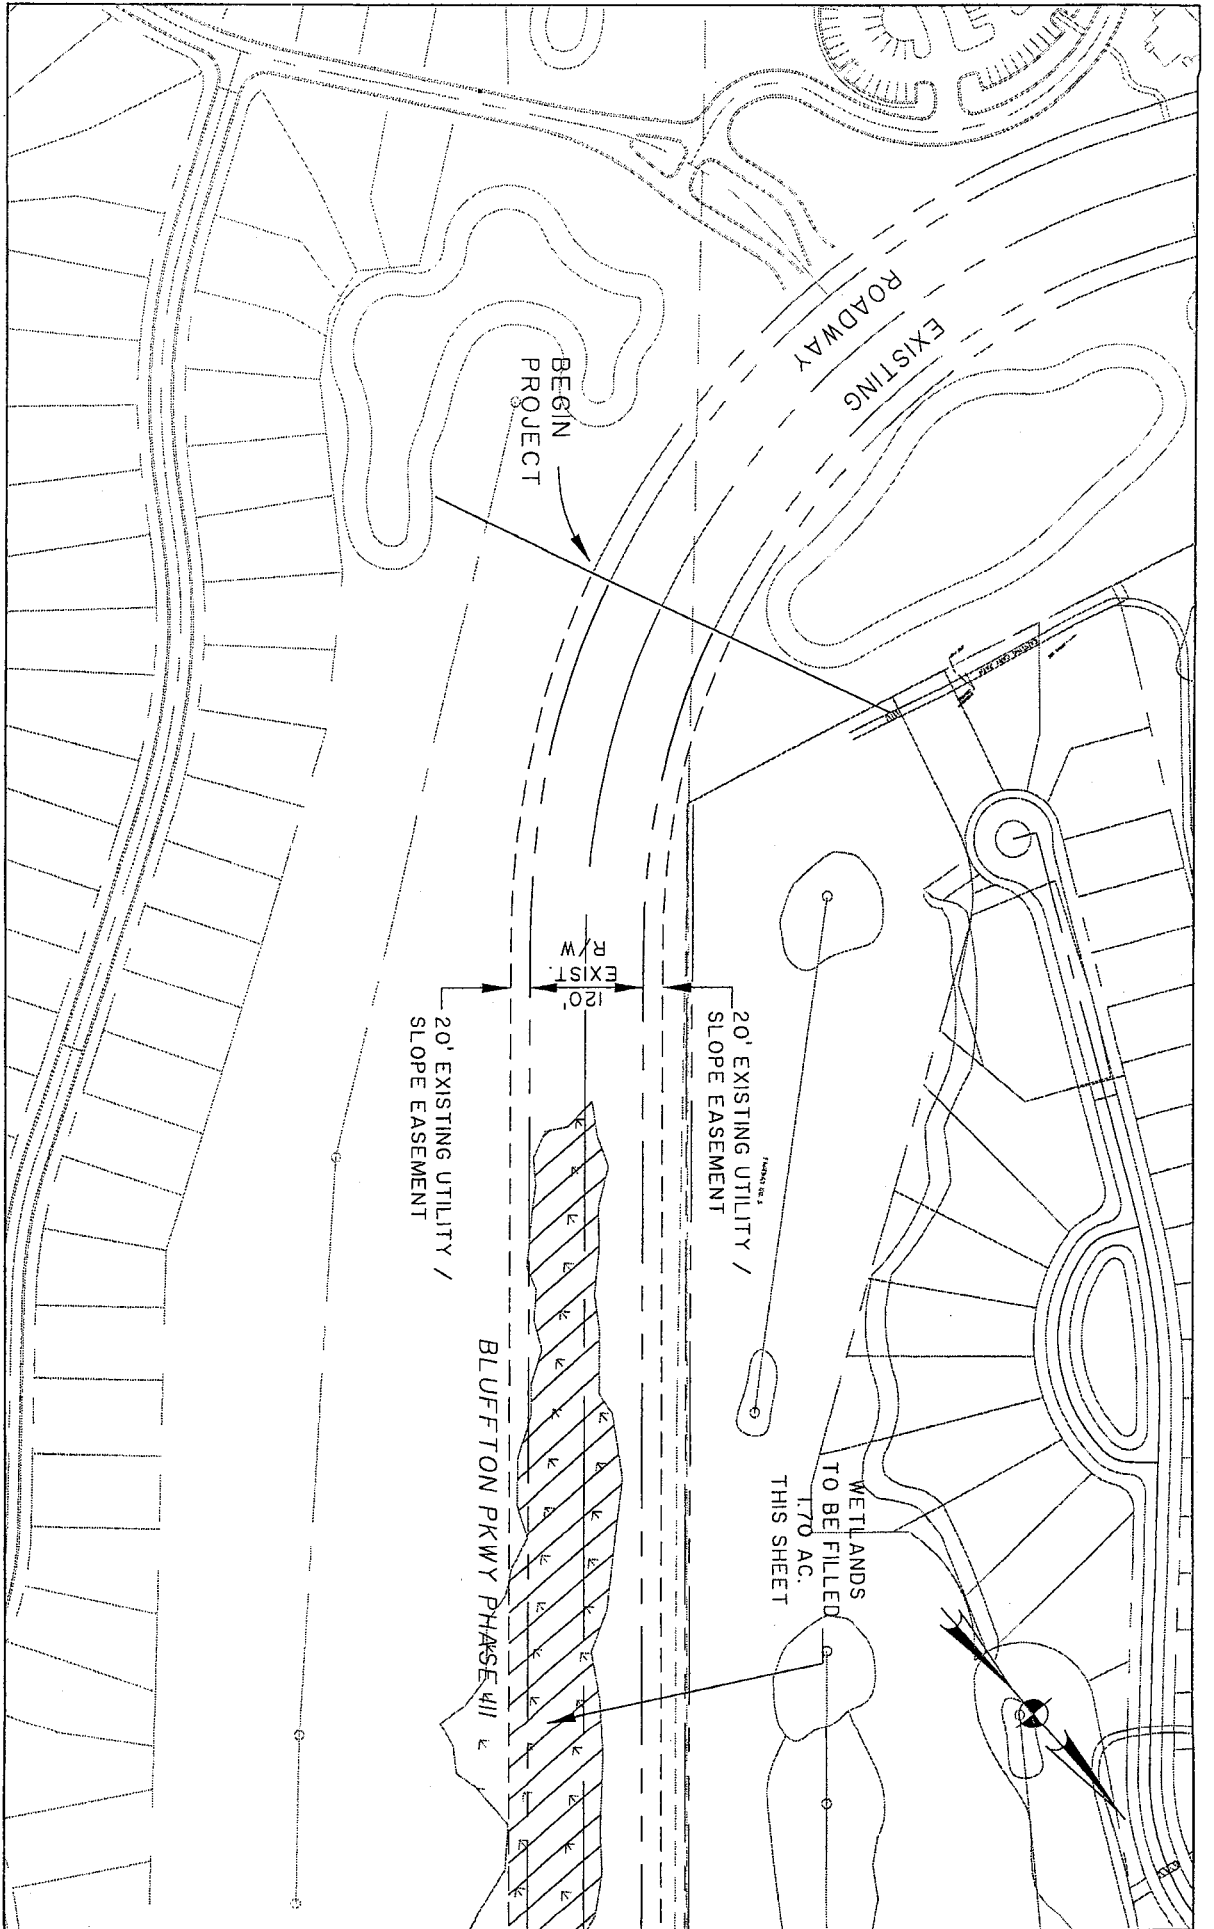 EXISTING
ROADWAY
BEGIN
PROJECT
120'
EXIST.
R/W
20' EXISTING UTILITY /
SLOPE EASEMENT
20' EXISTING UTILITY /
SLOPE EASEMENT
BLUFFTON PKWY PHASE III
WETLANDS
TO BE FILLED
1.70 AC.
THIS SHEET